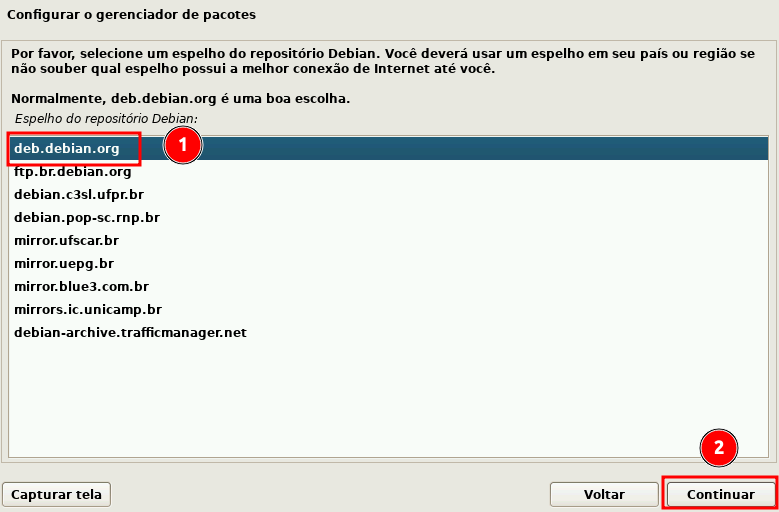 Configurar o gerenciador de pacotes
Por favor, selecione um espelho do repositório Debian. Você deverá usar um espelho em seu país ou região se
não souber qual espelho possui a melhor conexão de Internet até você.
Normalmente, deb.debian.org é uma boa escolha.
Espelho do repositório Debian:
deb.debian.org
1
ftp.br.debian.org
debian.c3sl.ufpr.br
debian.pop-sc.rnp.br
mirror.ufscar.br
mirror.uepg.br
mirror.blue3.com.br
mirrors.ic.unicamp.br
debian-archive.trafficmanager.net
2
Capturar tela
Voltar
Continuar